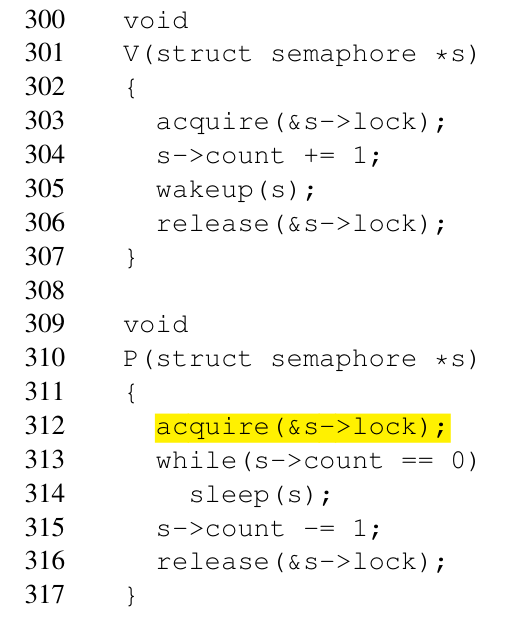 300 void
301 V(struct semaphore *s)
302 {
303   acquire(&s->lock);
304   s->count += 1;
305   wakeup(s);
306   release(&s->lock);
307 }
308
309 void
310 P(struct semaphore *s)
311 {
312   acquire(&s->lock);
313   while(s->count == 0)
314     sleep(s);
315   s->count -= 1;
316   release(&s->lock);
317 }